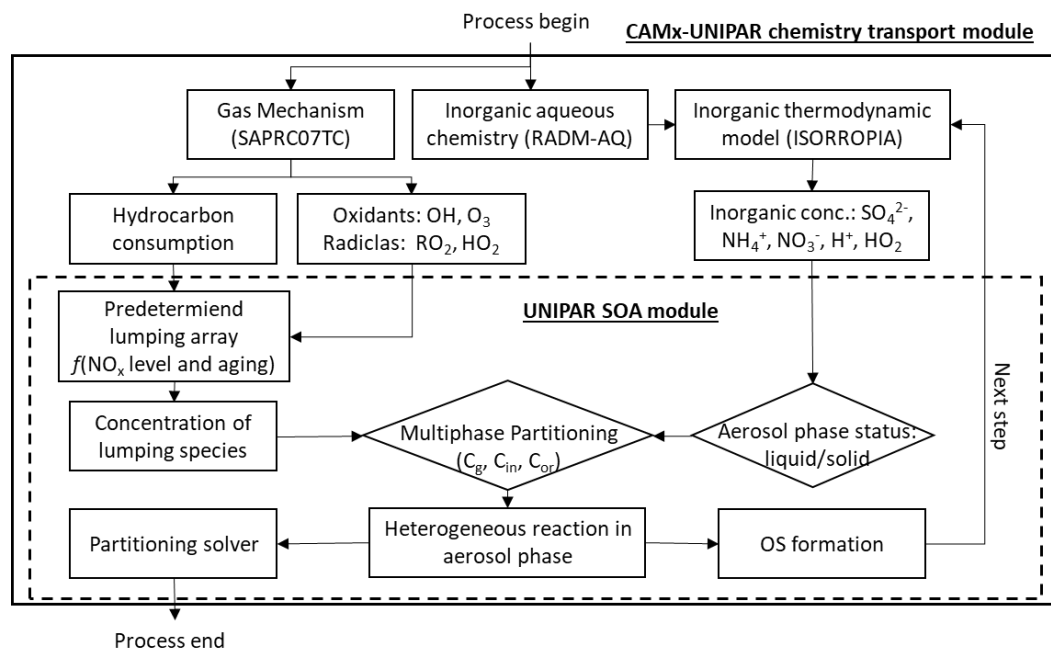 Process begin
CAMx-UNIPAR chemistry transport module
Gas Mechanism
(SAPRC07TC)
Inorganic aqueous
chemistry (RADM-AQ)
Inorganic thermodynamic
model (ISORROPIA)
Hydrocarbon
consumption
Oxidants: OH, O₃
Radiclas: RO₂, HO₂
Inorganic conc.: SO₄²⁻,
NH₄⁺, NO₃⁻, H⁺, HO₂
Predetermiend
lumping array
f(NOₓ level and aging)
UNIPAR SOA module
Concentration of
lumping species
Multiphase Partitioning
(C_g, C_in, C_or)
Aerosol phase status:
liquid/solid
Next step
Partitioning solver
Heterogeneous reaction in
aerosol phase
OS formation
Process end